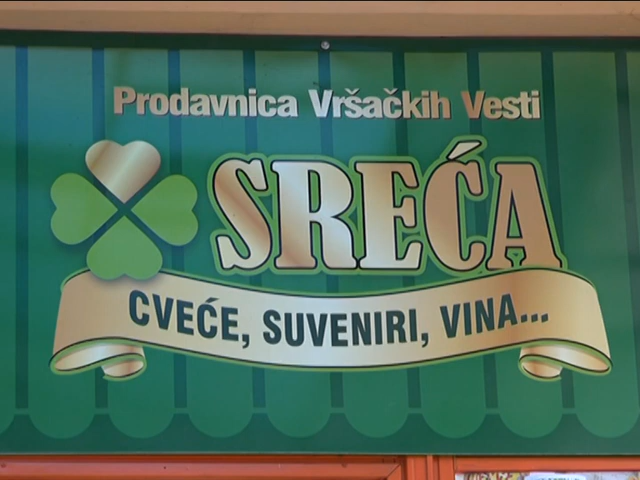 Prodavnica Vršačkih Vesti
SREĆA
CVEĆE, SUVENIRI, VINA...